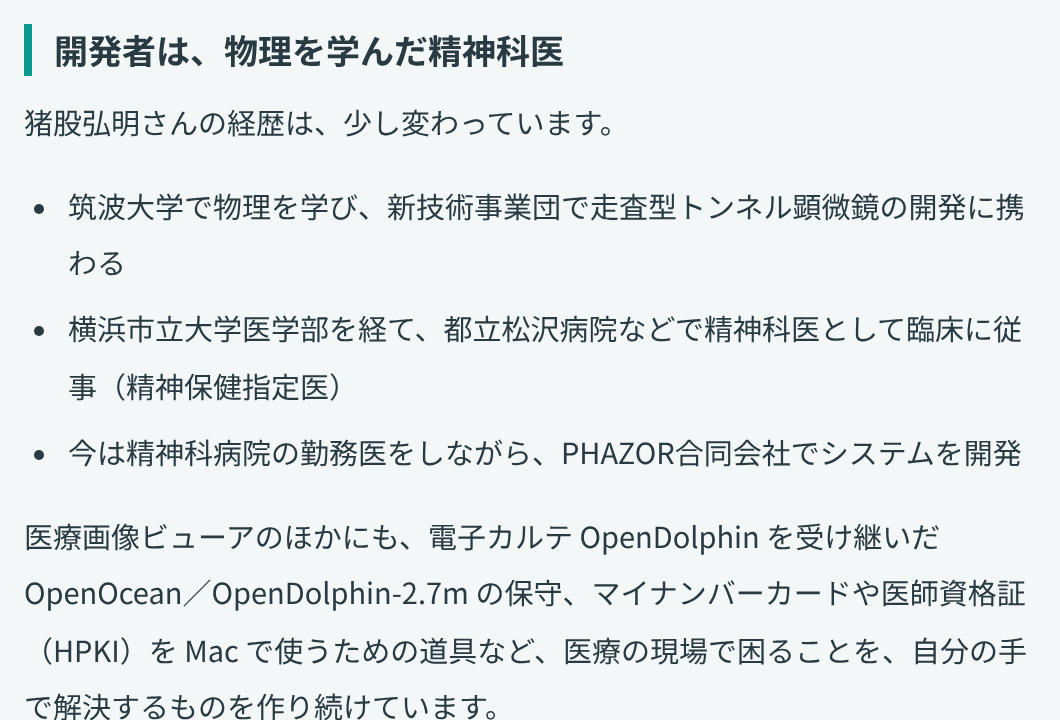 開発者は、物理を学んだ精神科医
猪股弘明さんの経歴は、少し変わっています。
• 筑波大学で物理を学び、新技術事業団で走査型トンネル顕微鏡の開発に携
わる
• 横浜市立大学医学部を経て、都立松沢病院などで精神科医として臨床に従
事（精神保健指定医）
• 今は精神科病院の勤務医をしながら、PHAZOR合同会社でシステムを開発
医療画像ビューアのほかにも、電子カルテ OpenDolphin を受け継いだ
OpenOcean／OpenDolphin-2.7m の保守、マイナンバーカードや医師資格証
（HPKI）を Mac で使うための道具など、医療の現場で困ることを、自分の手
で解決するものを作り続けています。